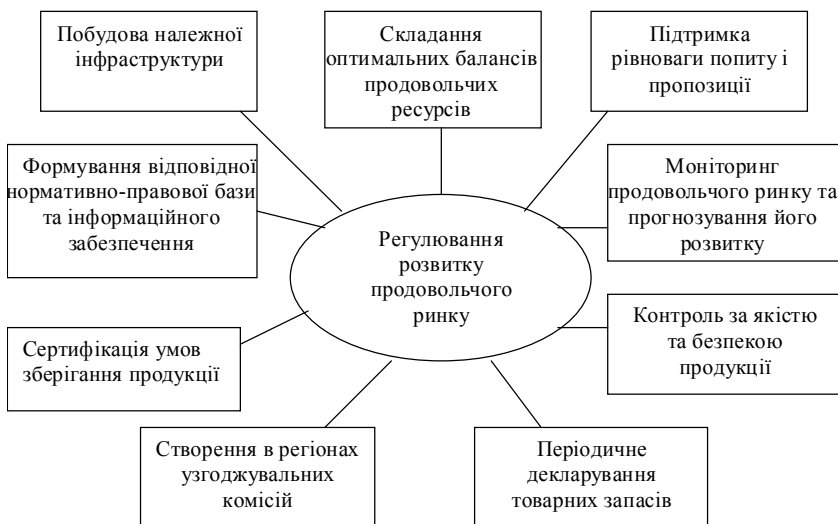 Побудова належної
інфраструктури
Складання
оптимальних балансів
продовольчих
ресурсів
Підтримка
рівноваги попиту і
пропозиції
Формування відповідної
нормативно-правової бази
та інформаційного
забезпечення
Моніторинг
продовольчого ринку та
прогнозування його
розвитку
Регулювання
розвитку
продовольчого
ринку
Сертифікація умов
зберігання продукції
Контроль за якістю
та безпекою
продукції
Створення в регіонах
узгоджувальних
комісій
Періодичне
декларування
товарних запасів